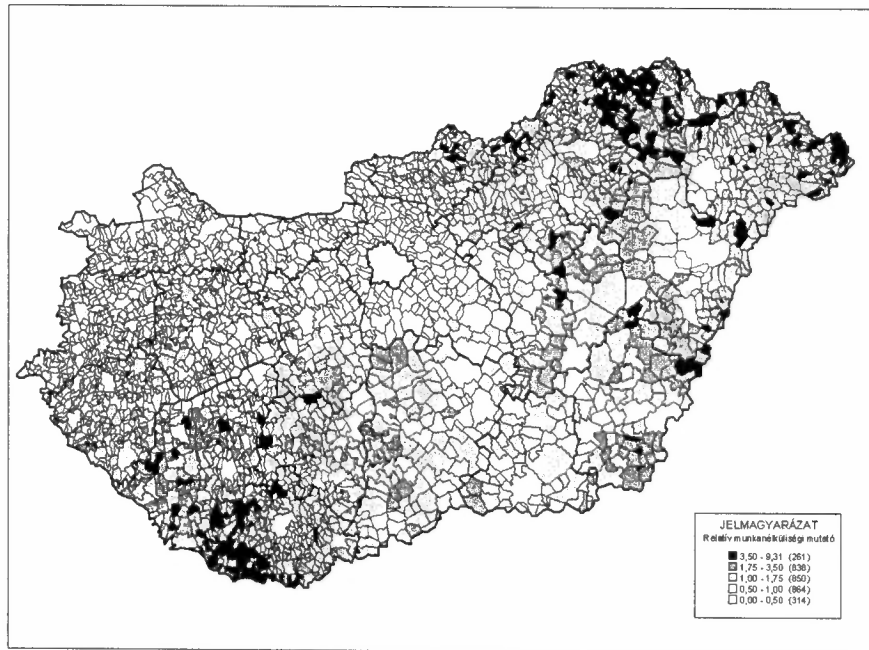 JELMAGYARÁZAT
Relatív munkanélküliségi mutató
3,50 - 9,31 (261)
1,75 - 3,50 (838)
1,00 - 1,75 (850)
0,50 - 1,00 (864)
0,00 - 0,50 (314)